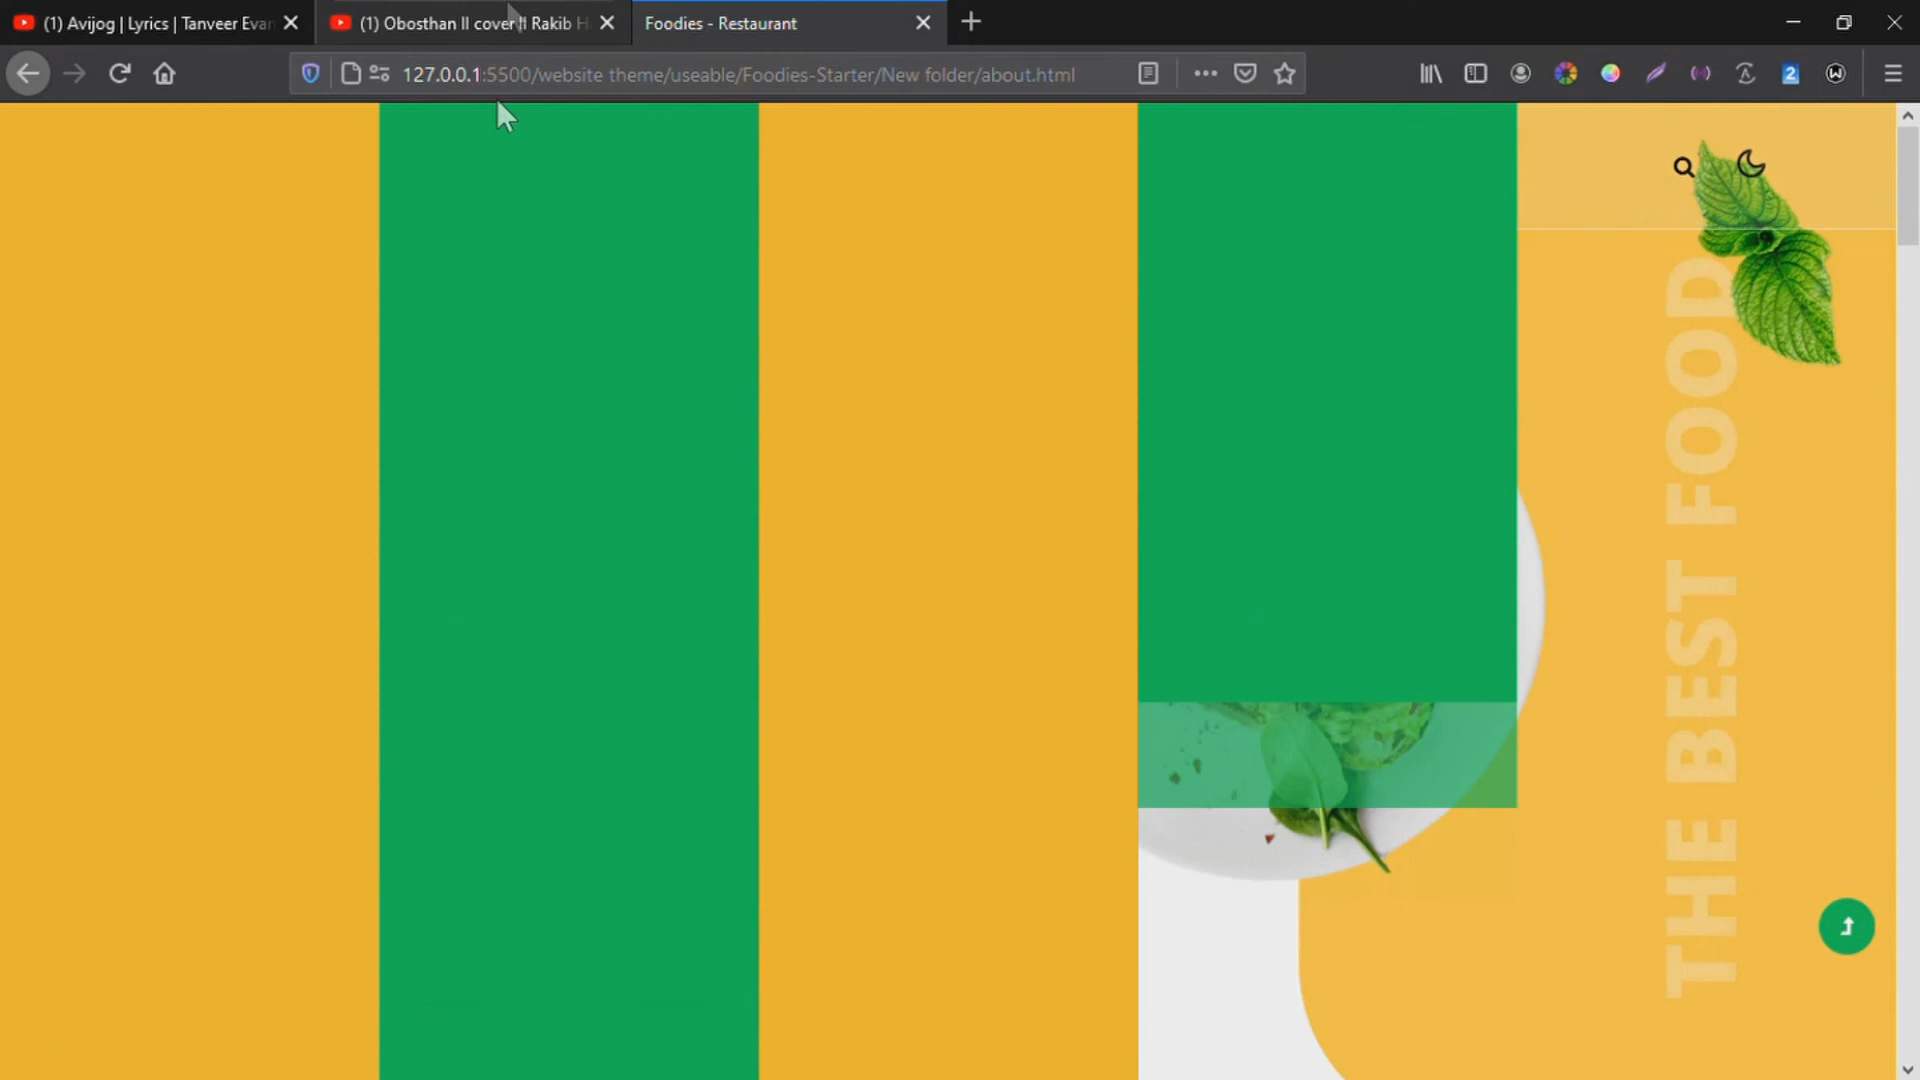 (1) Avijog | Lyrics | Tanveer Evan
(1) Obosthan II cover II Rakib H
Foodies - Restaurant
127.0.0.1:5500/website theme/useable/Foodies-Starter/New folder/about.html
2
THE BEST FOOD